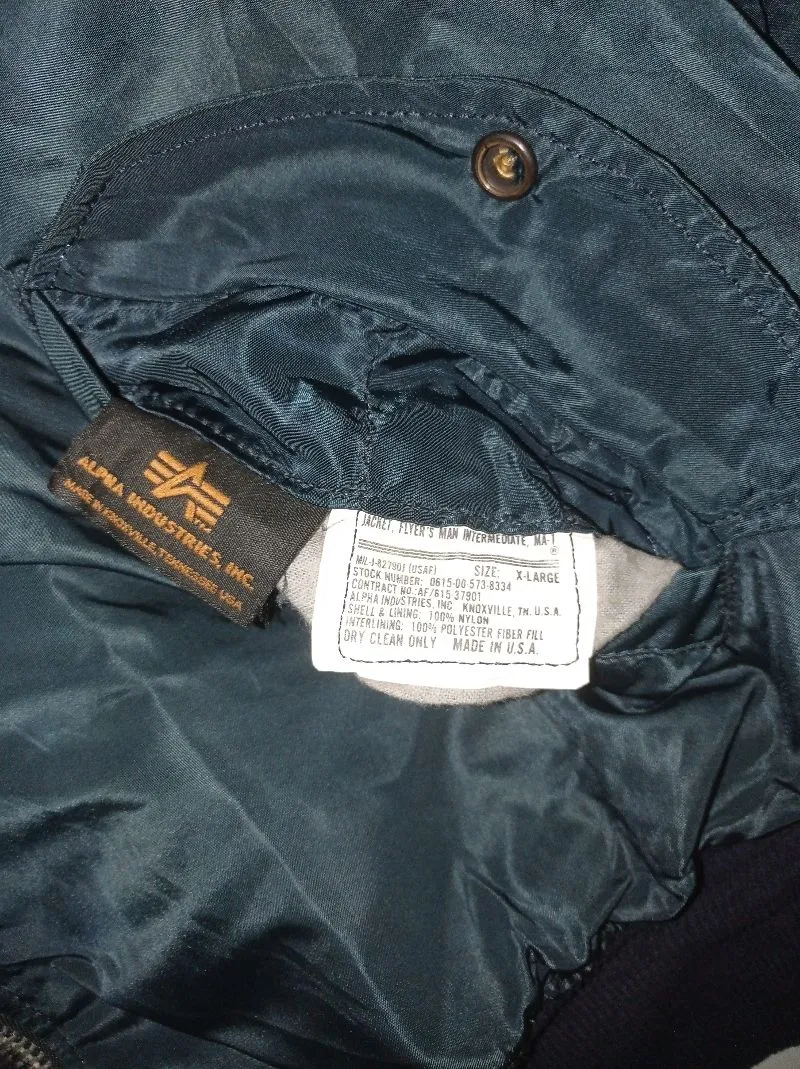 ALPHA INDUSTRIES, INC.
MADE IN KNOXVILLE, TENNESSEE USA
JACKET, FLYER'S MAN INTERMEDIATE, MA-1
®
MIL-J-827901 (USAF) SIZE: X-LARGE
STOCK NUMBER: 0615-00-573-8334
CONTRACT NO.:AF/615-37901
ALPHA INDUSTRIES, INC. KNOXVILLE, TN. U.S.A.
SHELL & LINING: 100% NYLON
INTERLINING: 100% POLYESTER FIBER FILL
DRY CLEAN ONLY MADE IN U.S.A.